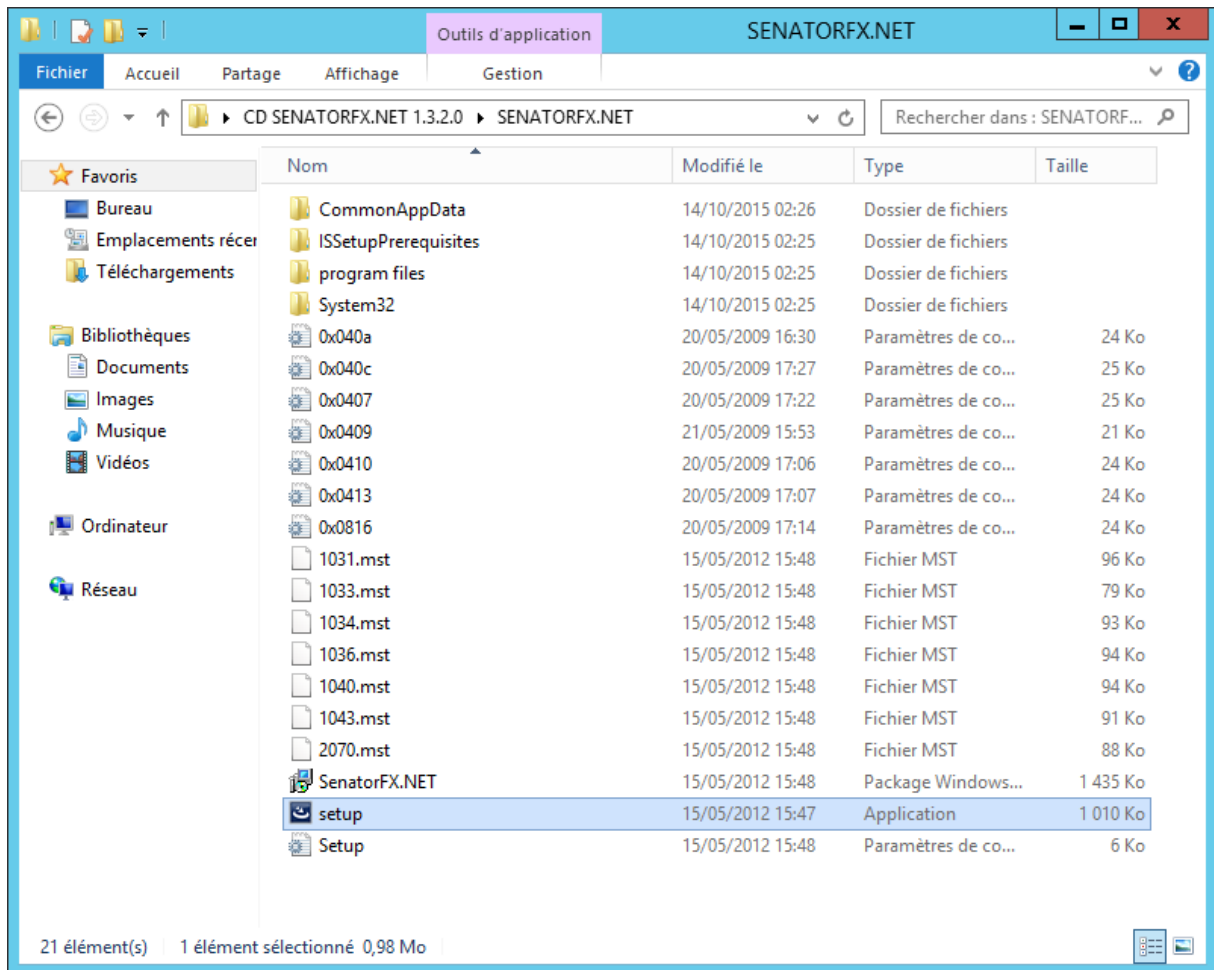 Outils d'application SENATORFX.NET
Fichier Accueil Partage Affichage Gestion
CD SENATORFX.NET 1.3.2.0 SENATORFX.NET Rechercher dans : SENATORF...
Favoris
Bureau
Emplacements récer
Téléchargements
Bibliothèques
Documents
Images
Musique
Vidéos
Ordinateur
Réseau
Nom Modifié le Type Taille
CommonAppData 14/10/2015 02:26 Dossier de fichiers
ISSetupPrerequisites 14/10/2015 02:25 Dossier de fichiers
program files 14/10/2015 02:25 Dossier de fichiers
System32 14/10/2015 02:25 Dossier de fichiers
0x040a 20/05/2009 16:30 Paramètres de co... 24 Ko
0x040c 20/05/2009 17:27 Paramètres de co... 25 Ko
0x0407 20/05/2009 17:22 Paramètres de co... 25 Ko
0x0409 21/05/2009 15:53 Paramètres de co... 21 Ko
0x0410 20/05/2009 17:06 Paramètres de co... 24 Ko
0x0413 20/05/2009 17:07 Paramètres de co... 24 Ko
0x0816 20/05/2009 17:14 Paramètres de co... 24 Ko
1031.mst 15/05/2012 15:48 Fichier MST 96 Ko
1033.mst 15/05/2012 15:48 Fichier MST 79 Ko
1034.mst 15/05/2012 15:48 Fichier MST 93 Ko
1036.mst 15/05/2012 15:48 Fichier MST 94 Ko
1040.mst 15/05/2012 15:48 Fichier MST 94 Ko
1043.mst 15/05/2012 15:48 Fichier MST 91 Ko
2070.mst 15/05/2012 15:48 Fichier MST 88 Ko
SenatorFX.NET 15/05/2012 15:48 Package Windows... 1 435 Ko
setup 15/05/2012 15:47 Application 1 010 Ko
Setup 15/05/2012 15:48 Paramètres de co... 6 Ko
21 élément(s) 1 élément sélectionné 0,98 Mo